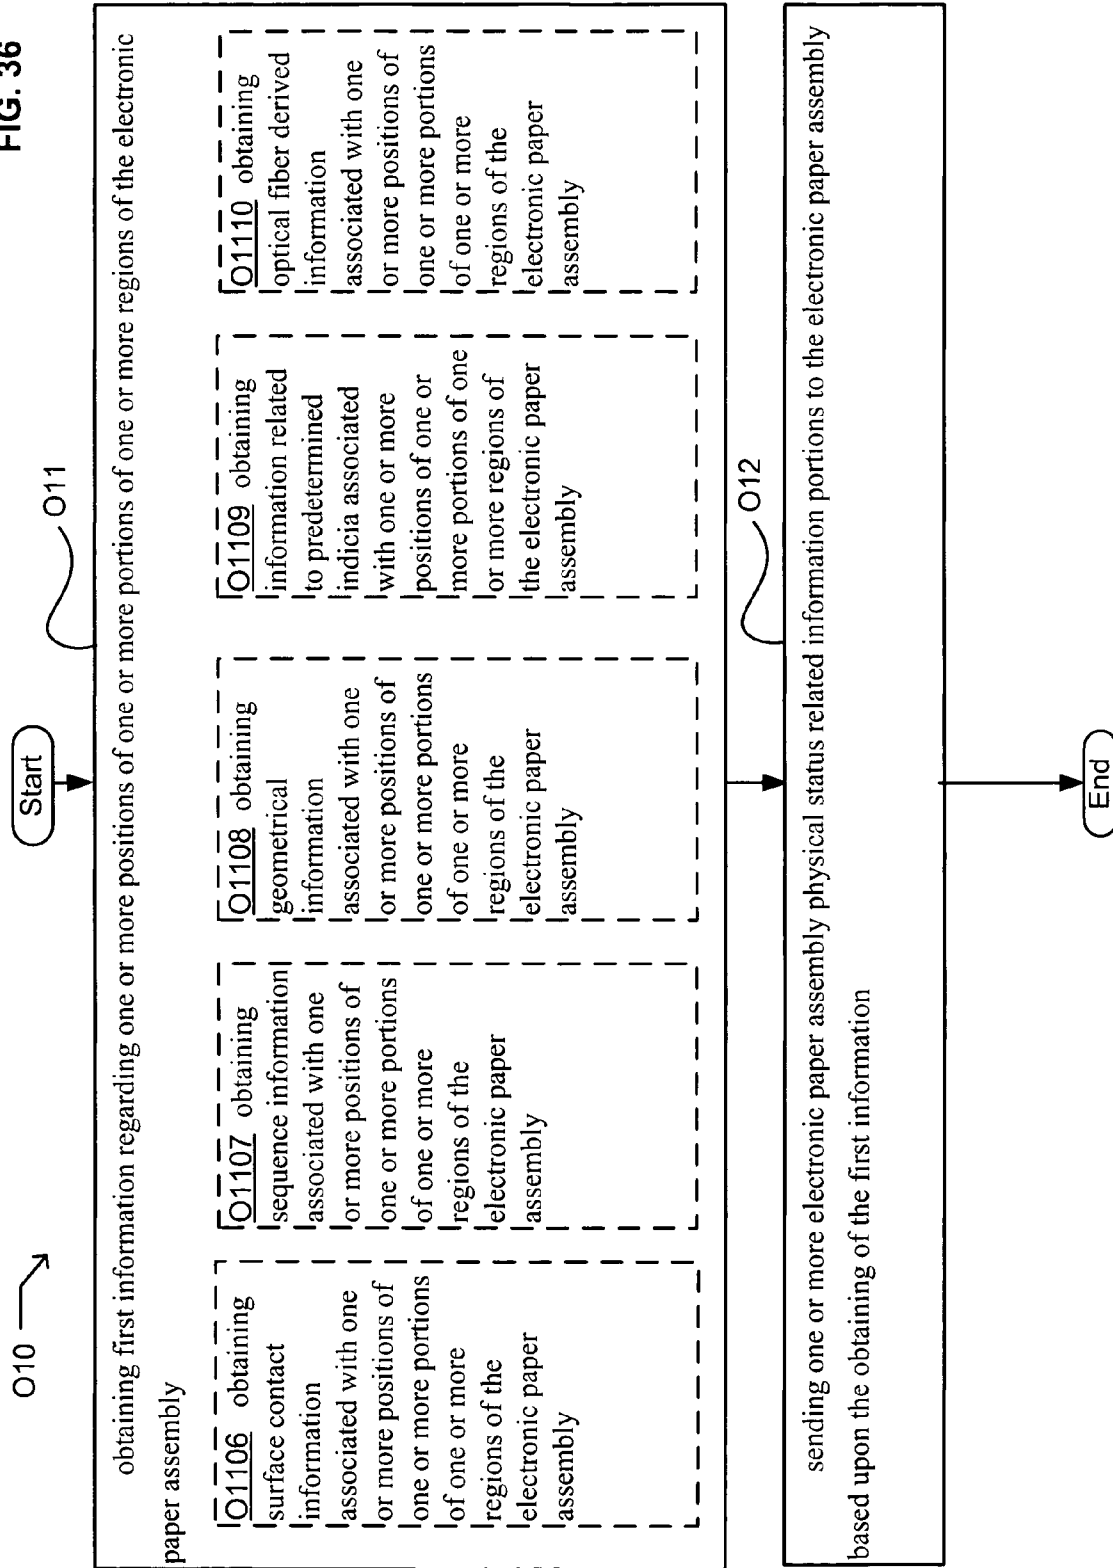 FIG. 36
O10
Start
O11
obtaining first information regarding one or more positions of one or more portions of one or more regions of the electronic
paper assembly
O1106 obtaining
surface contact
information
associated with one
or more positions of
one or more portions
of one or more
regions of the
electronic paper
assembly
O1107 obtaining
sequence information
associated with one
or more positions of
one or more portions
of one or more
regions of the
electronic paper
assembly
O1108 obtaining
geometrical
information
associated with one
or more positions of
one or more portions
of one or more
regions of the
electronic paper
assembly
O1109 obtaining
information related
to predetermined
indicia associated
with one or more
positions of one or
more portions of one
or more regions of
the electronic paper
assembly
O1110 obtaining
optical fiber derived
information
associated with one
or more positions of
one or more portions
of one or more
regions of the
electronic paper
assembly
O12
sending one or more electronic paper assembly physical status related information portions to the electronic paper assembly
based upon the obtaining of the first information
End